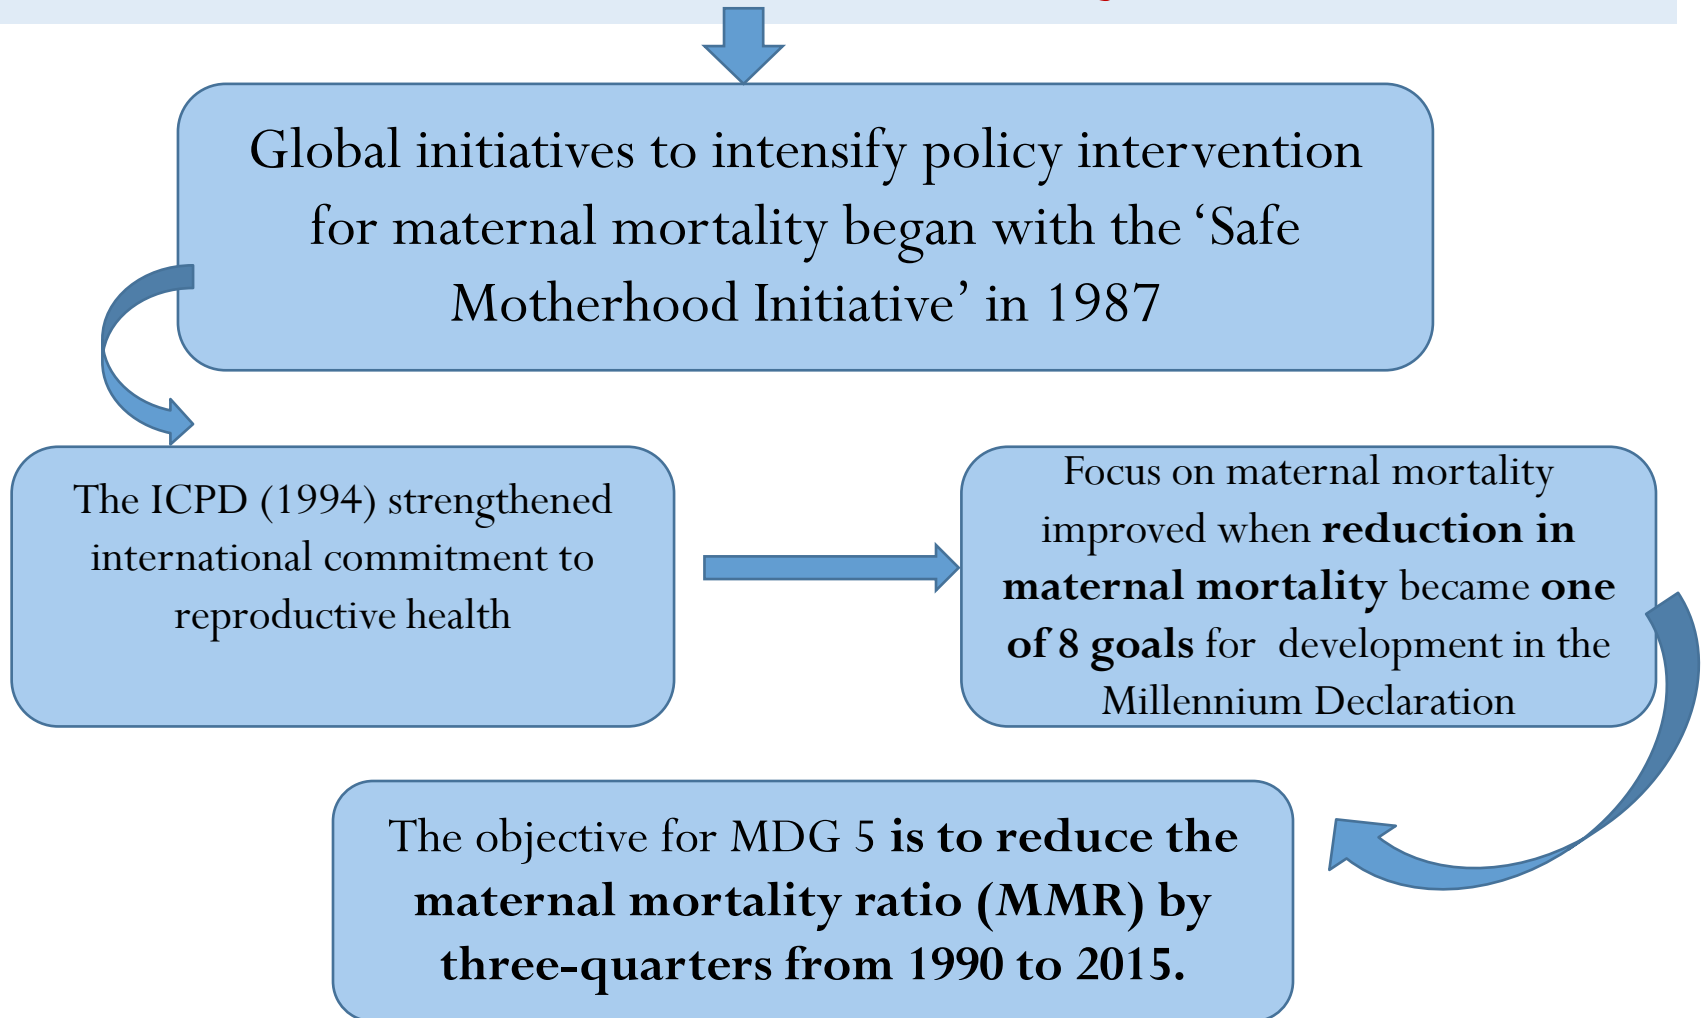 Global initiatives to intensify policy intervention
for maternal mortality began with the ‘Safe
Motherhood Initiative’ in 1987
The ICPD (1994) strengthened
international commitment to
reproductive health
Focus on maternal mortality
improved when reduction in
maternal mortality became one
of 8 goals for  development in the
Millennium Declaration
The objective for MDG 5 is to reduce the
maternal mortality ratio (MMR) by
three-quarters from 1990 to 2015.